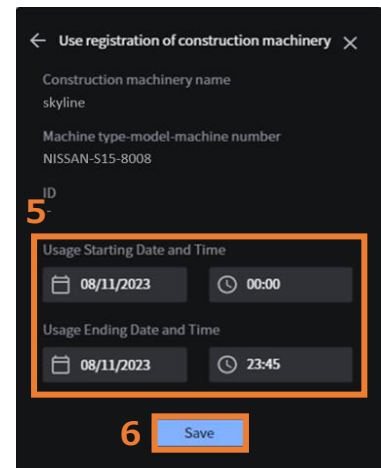 ← Use registration of construction machinery ×
Construction machinery name
skyline
Machine type-model-machine number
NISSAN-S15-8008
ID
5
-
Usage Starting Date and Time
08/11/2023 00:00
Usage Ending Date and Time
08/11/2023 23:45
6 Save